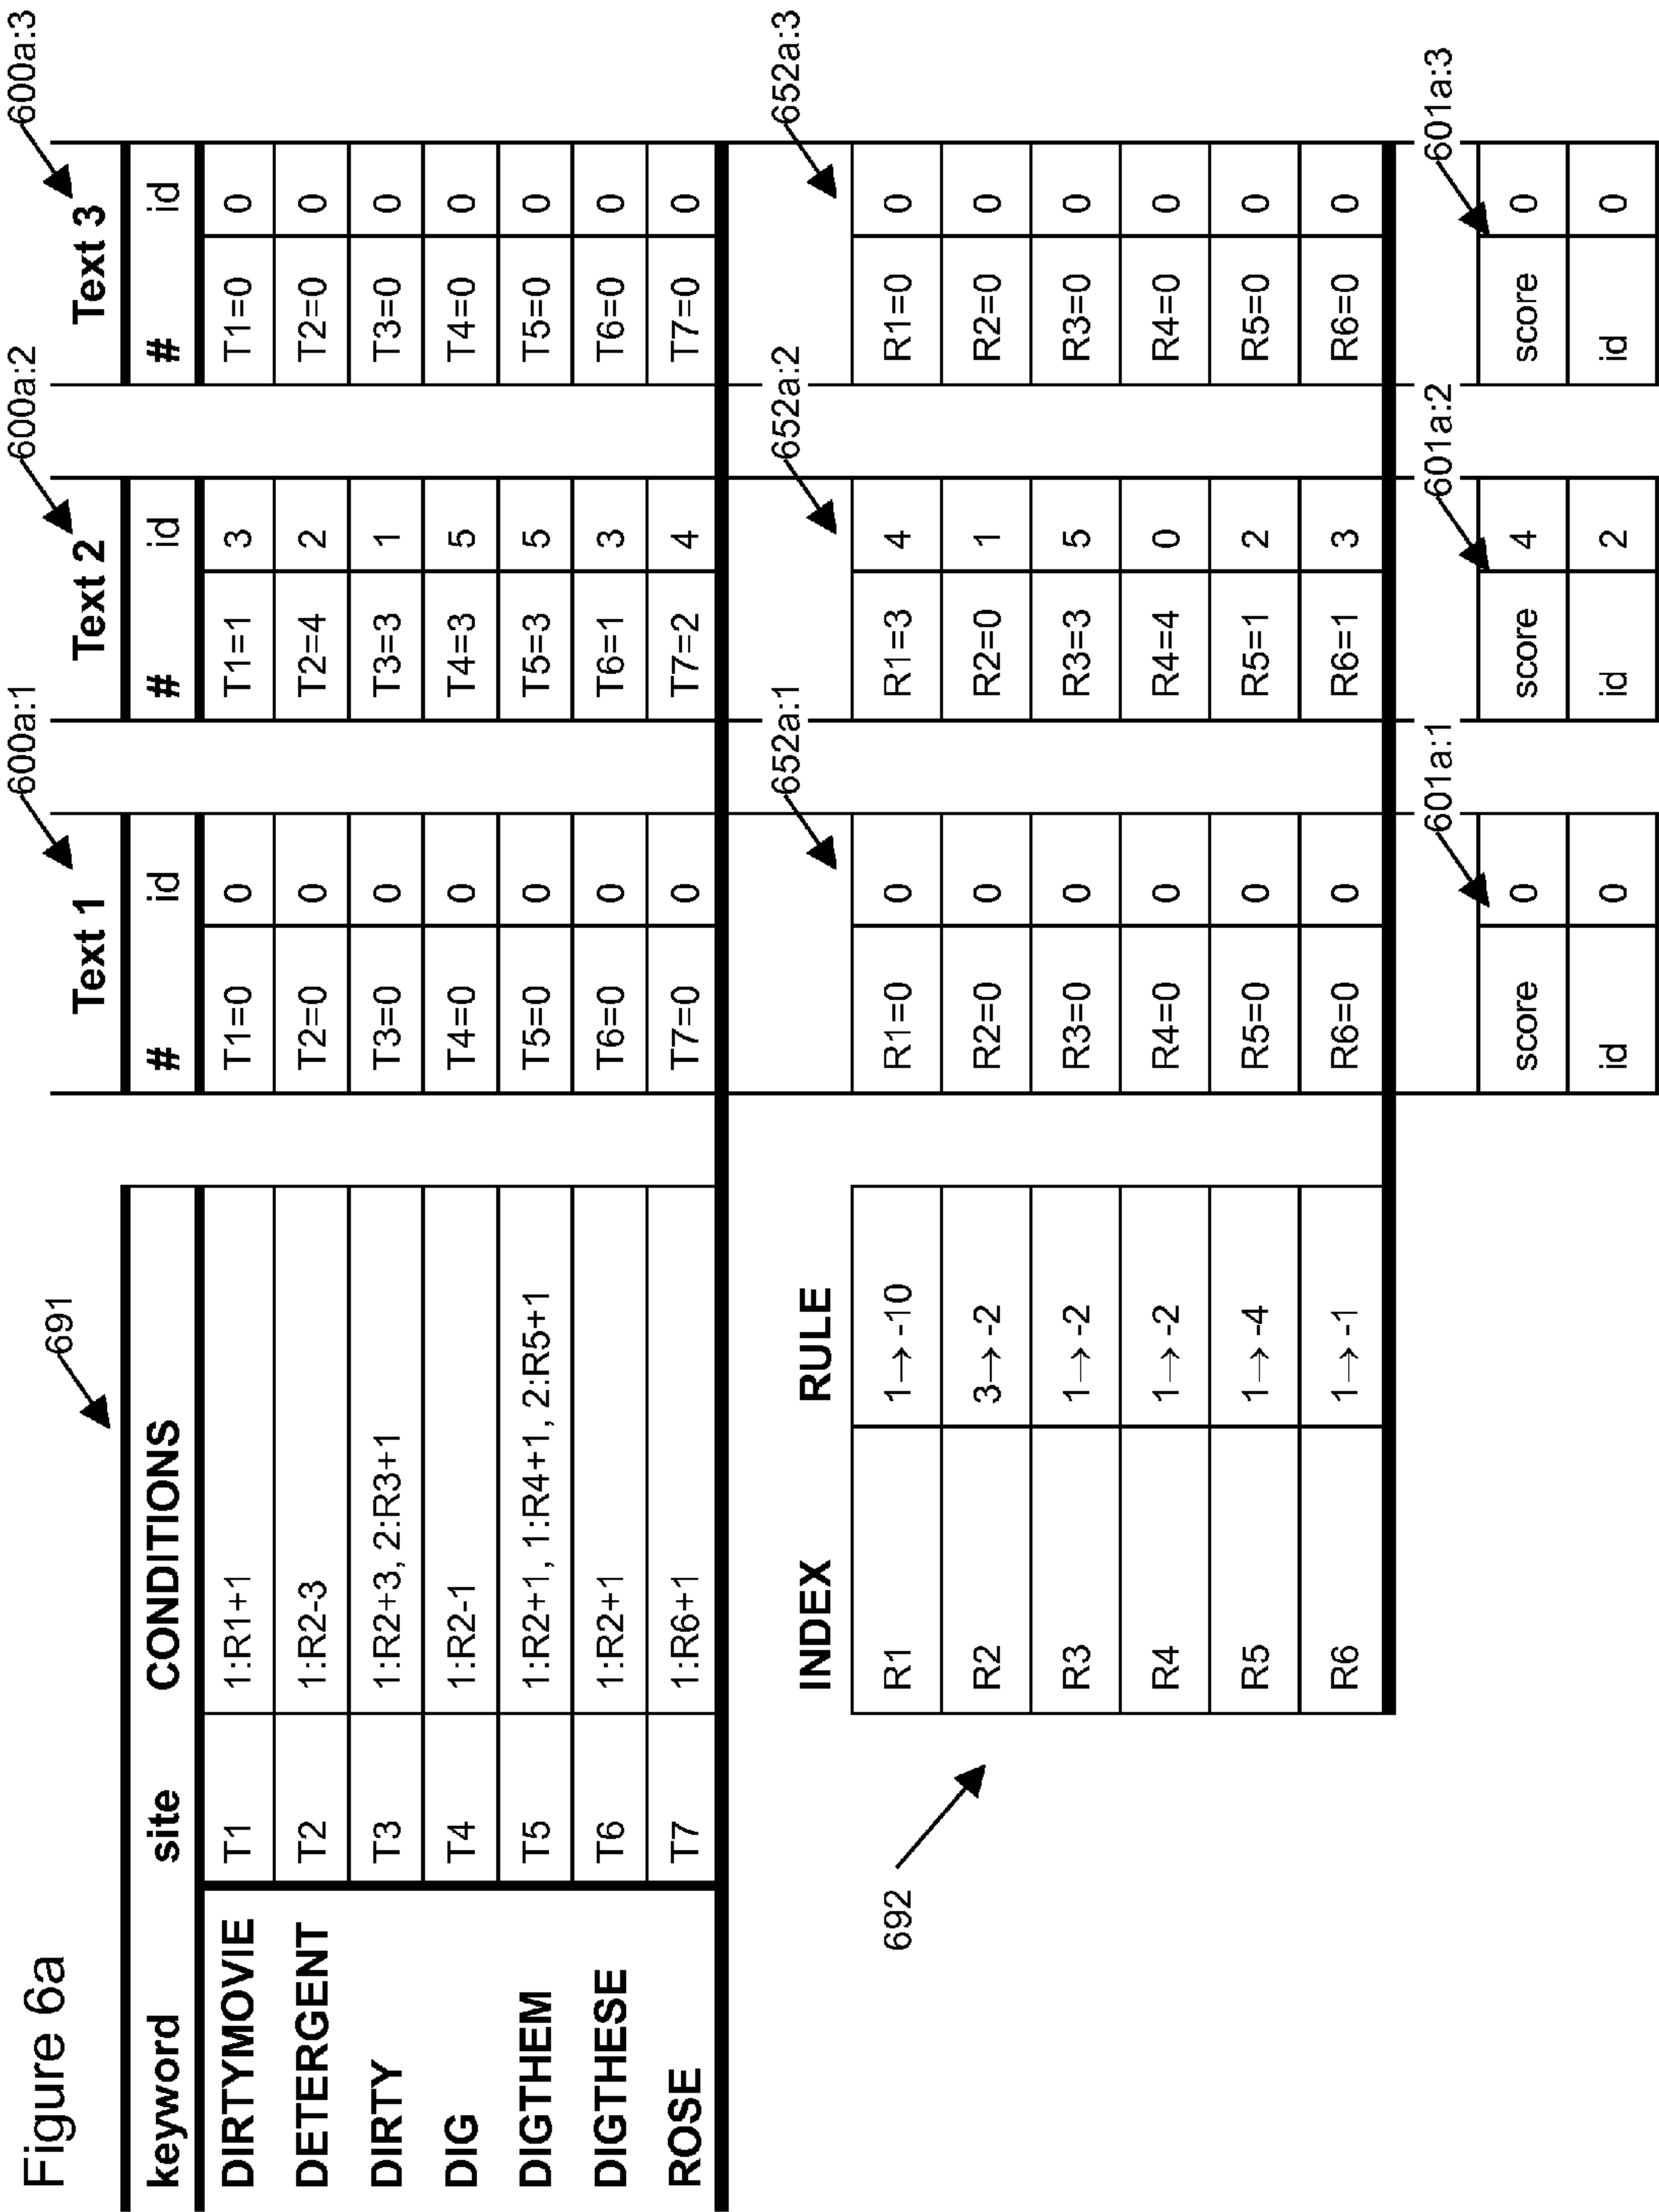 Figure 6a
691 600a:1 600a:2 600a:3
Text 1 Text 2 Text 3
keyword site CONDITIONS # id # id # id
DIRTYMOVIE T1 1:R1+1 T1=0 0 T1=1 3 T1=0 0
DETERGENT T2 1:R2-3 T2=0 0 T2=4 2 T2=0 0
DIRTY T3 1:R2+3, 2:R3+1 T3=0 0 T3=3 1 T3=0 0
DIG T4 1:R2-1 T4=0 0 T4=3 5 T4=0 0
DIGTHEM T5 1:R2+1, 1:R4+1, 2:R5+1 T5=0 0 T5=3 5 T5=0 0
DIGTHESE T6 1:R2+1 T6=0 0 T6=1 3 T6=0 0
ROSE T7 1:R6+1 T7=0 0 T7=2 4 T7=0 0
652a:1 652a:2 652a:3
INDEX RULE
R1 1→-10 R1=0 0 R1=3 4 R1=0 0
692 R2 3→-2 R2=0 0 R2=0 1 R2=0 0
R3 1→-2 R3=0 0 R3=3 5 R3=0 0
R4 1→-2 R4=0 0 R4=4 0 R4=0 0
R5 1→-4 R5=0 0 R5=1 2 R5=0 0
R6 1→-1 R6=0 0 R6=1 3 R6=0 0
601a:1 601a:2 601a:3
score 0 score 4 score 0
id 0 id 2 id 0